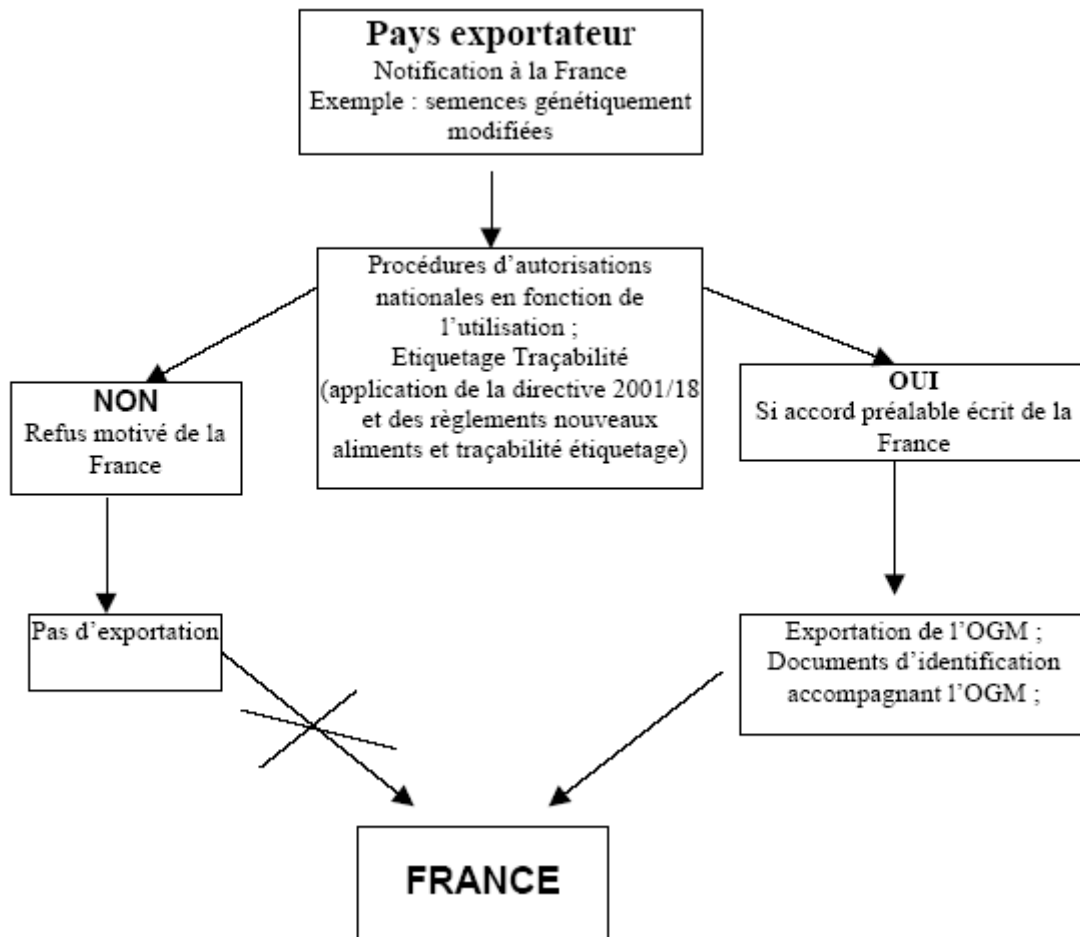 Pays exportateur
Notification à la France
Exemple : semences génétiquement
modifiées
Procédures d'autorisations
nationales en fonction de
l'utilisation ;
Etiquetage Traçabilité
(application de la directive 2001/18
et des règlements nouveaux
aliments et traçabilité étiquetage)
NON
Refus motivé de la
France
OUI
Si accord préalable écrit de la
France
Pas d'exportation
Exportation de l'OGM ;
Documents d'identification
accompagnant l'OGM ;
FRANCE